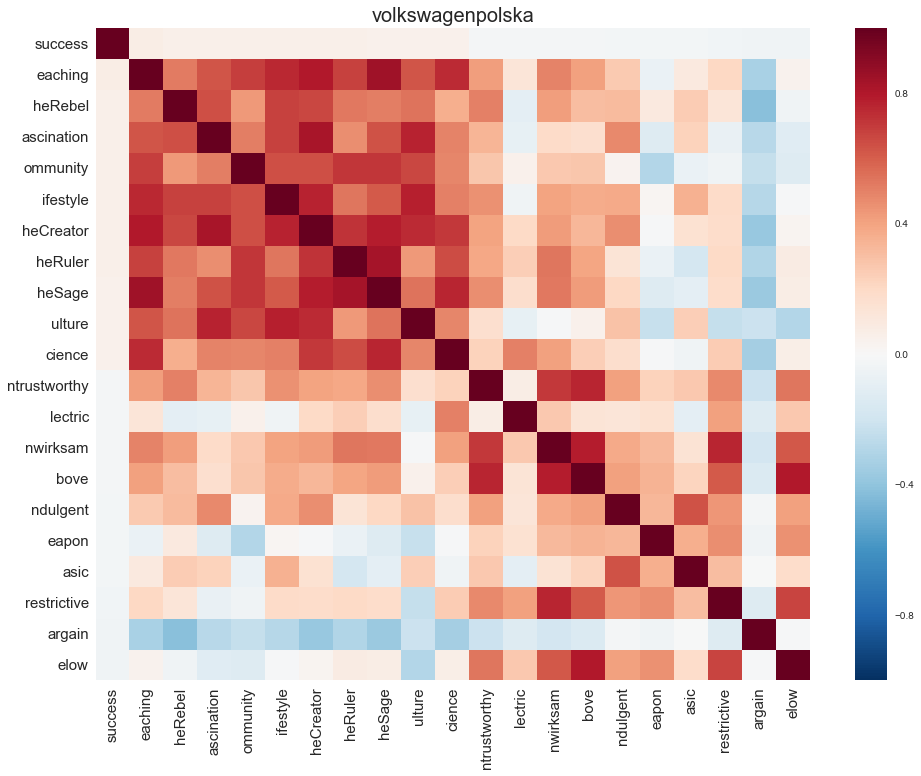 volkswagenpolska
success
eaching
heRebel
ascination
ommunity
ifestyle
heCreator
heRuler
heSage
ulture
cience
ntrustworthy
lectric
nwirksam
bove
ndulgent
eapon
asic
restrictive
argain
elow
success
eaching
heRebel
ascination
ommunity
ifestyle
heCreator
heRuler
heSage
ulture
cience
ntrustworthy
lectric
nwirksam
bove
ndulgent
eapon
asic
restrictive
argain
elow
0.8
0.4
0.0
−0.4
−0.8